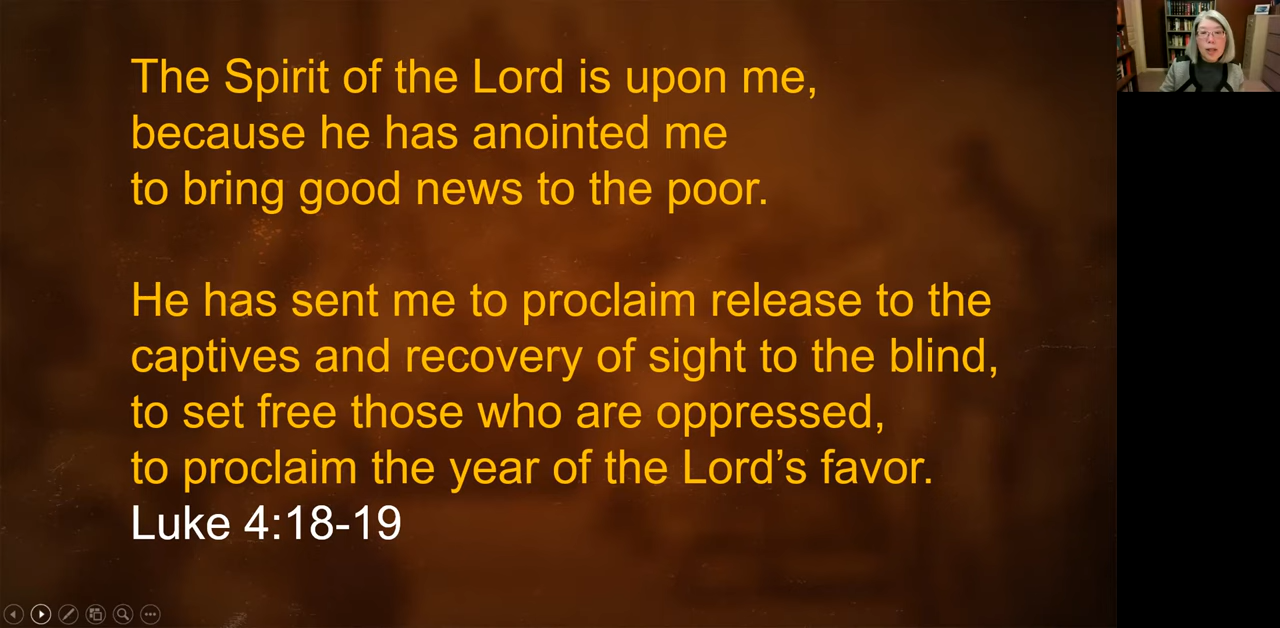 The Spirit of the Lord is upon me,
because he has anointed me
to bring good news to the poor.
He has sent me to proclaim release to the
captives and recovery of sight to the blind,
to set free those who are oppressed,
to proclaim the year of the Lord’s favor.
Luke 4:18-19